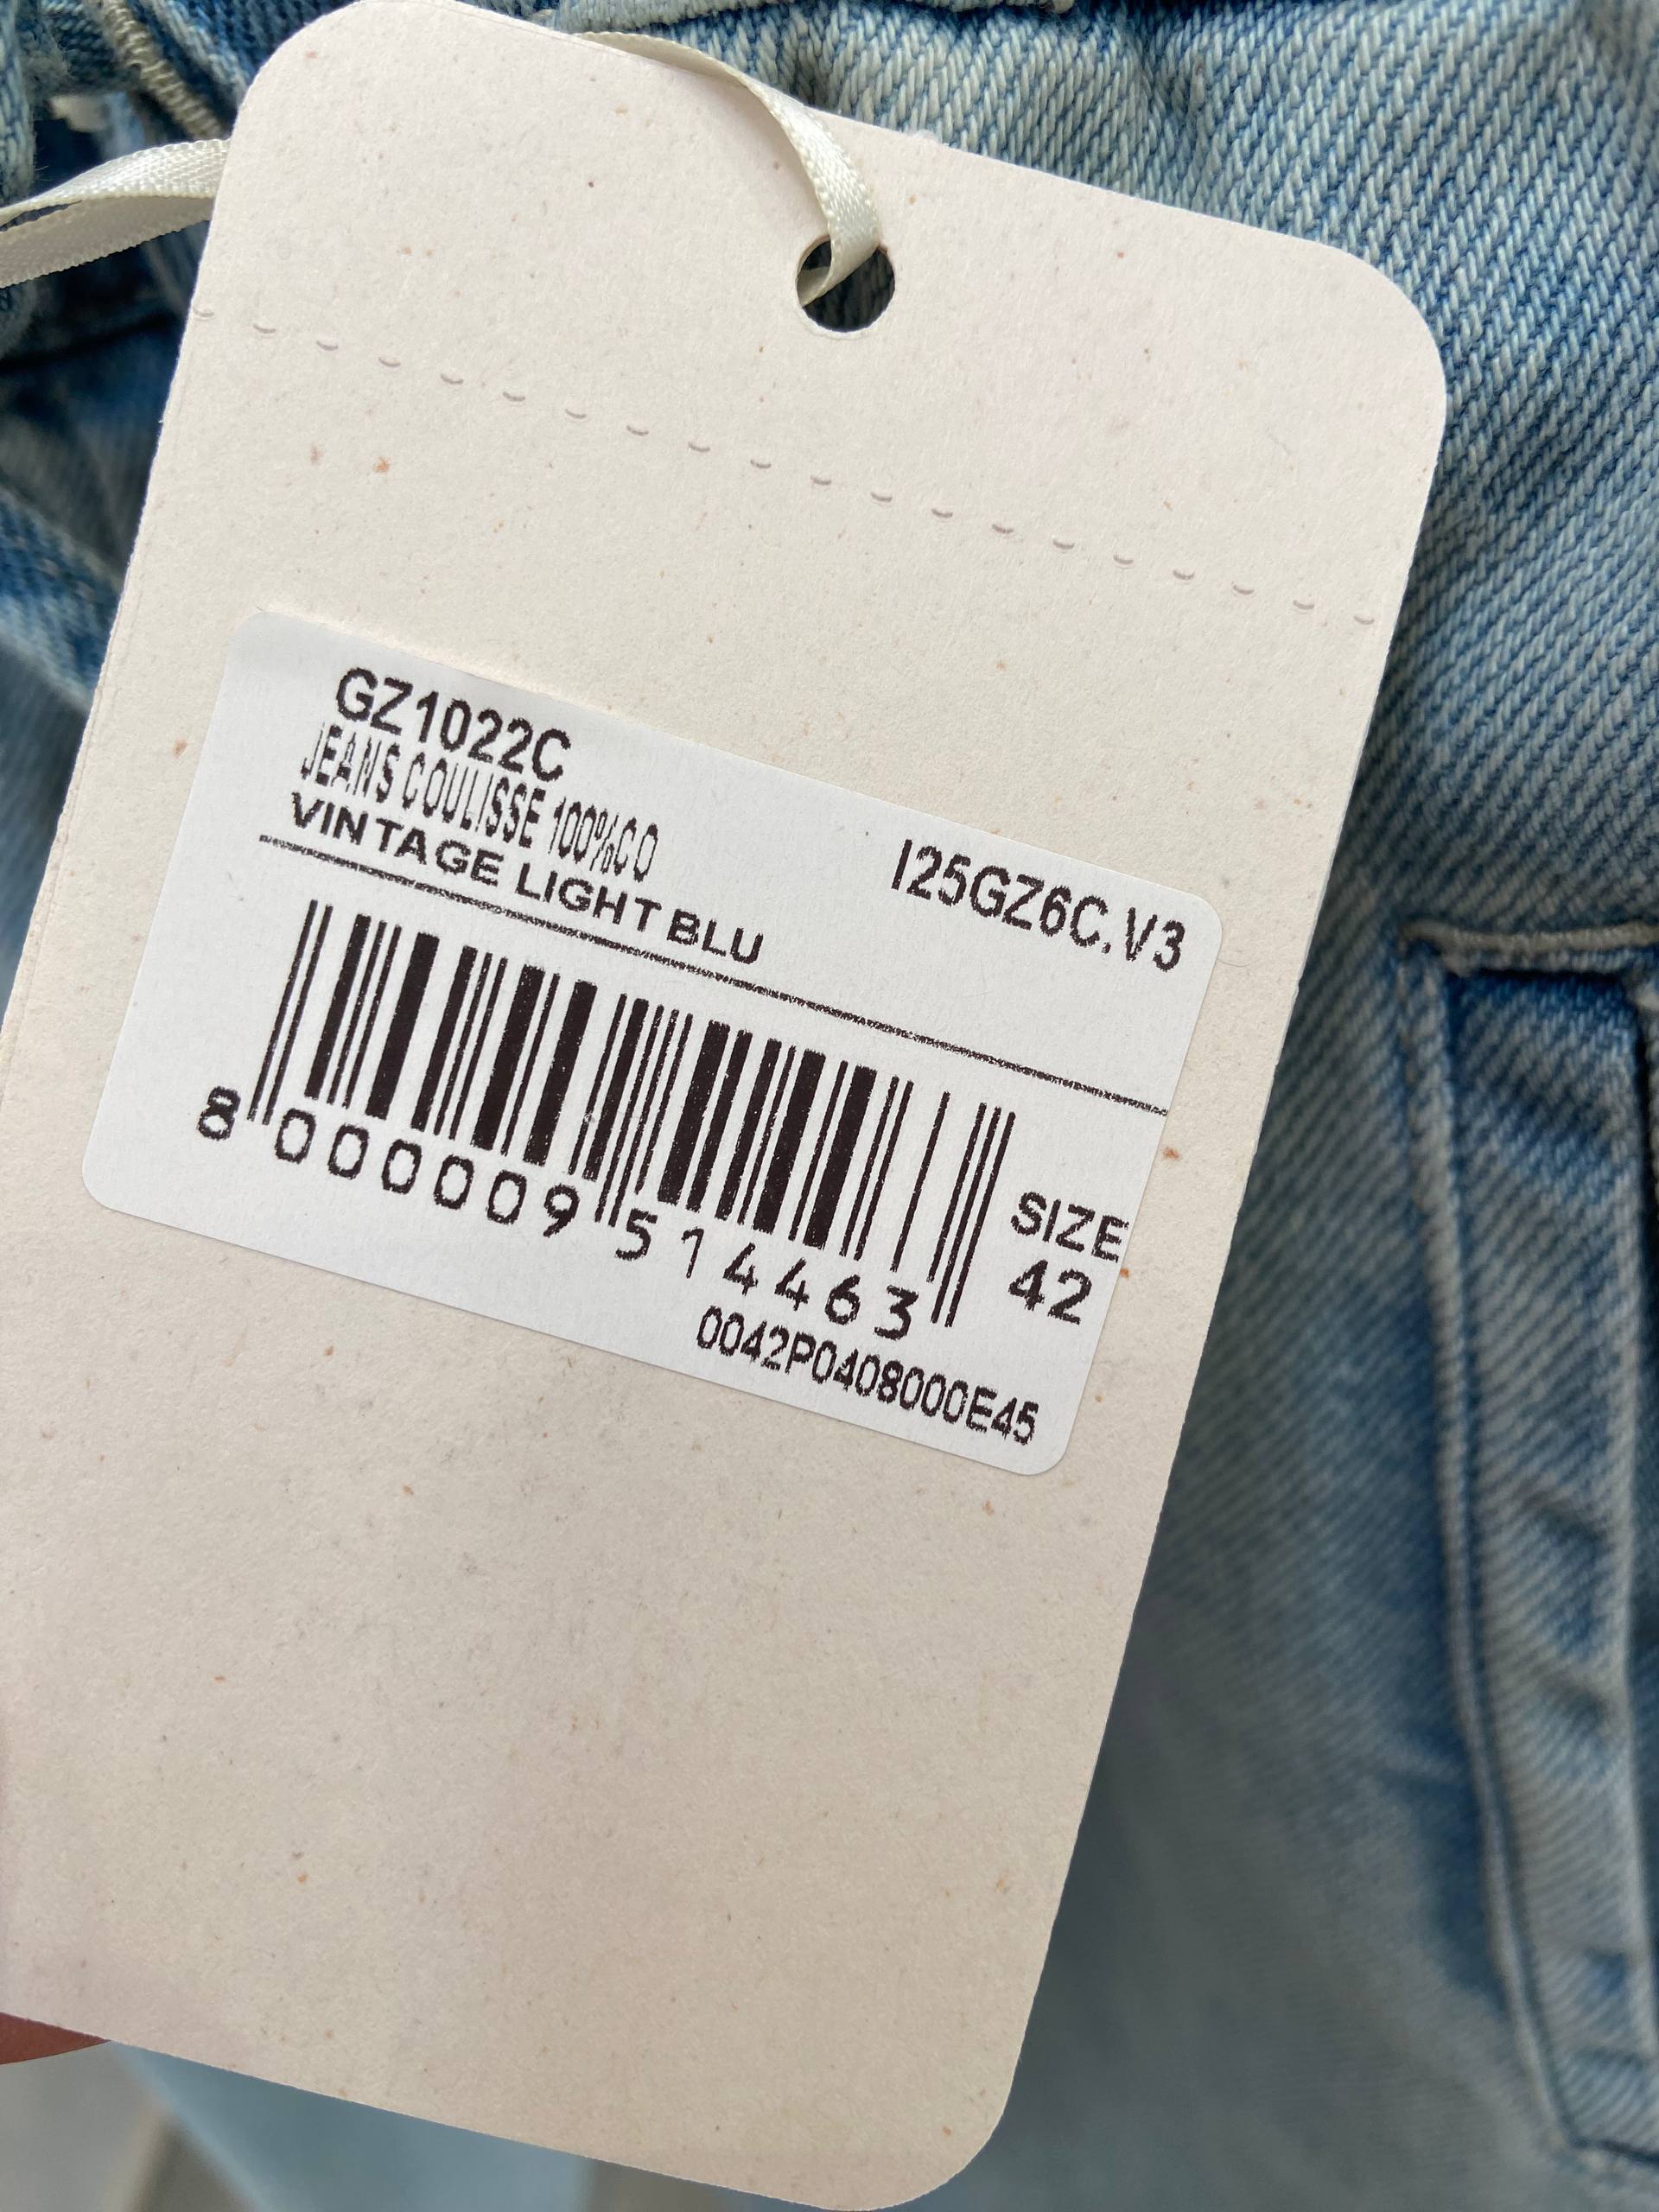 GZ1022C
JEANS COULISSE 100%CO
VINTAGE LIGHT BLU
I25GZ6C.V3
8 000009 514463
SIZE
42
0042P0408000E45